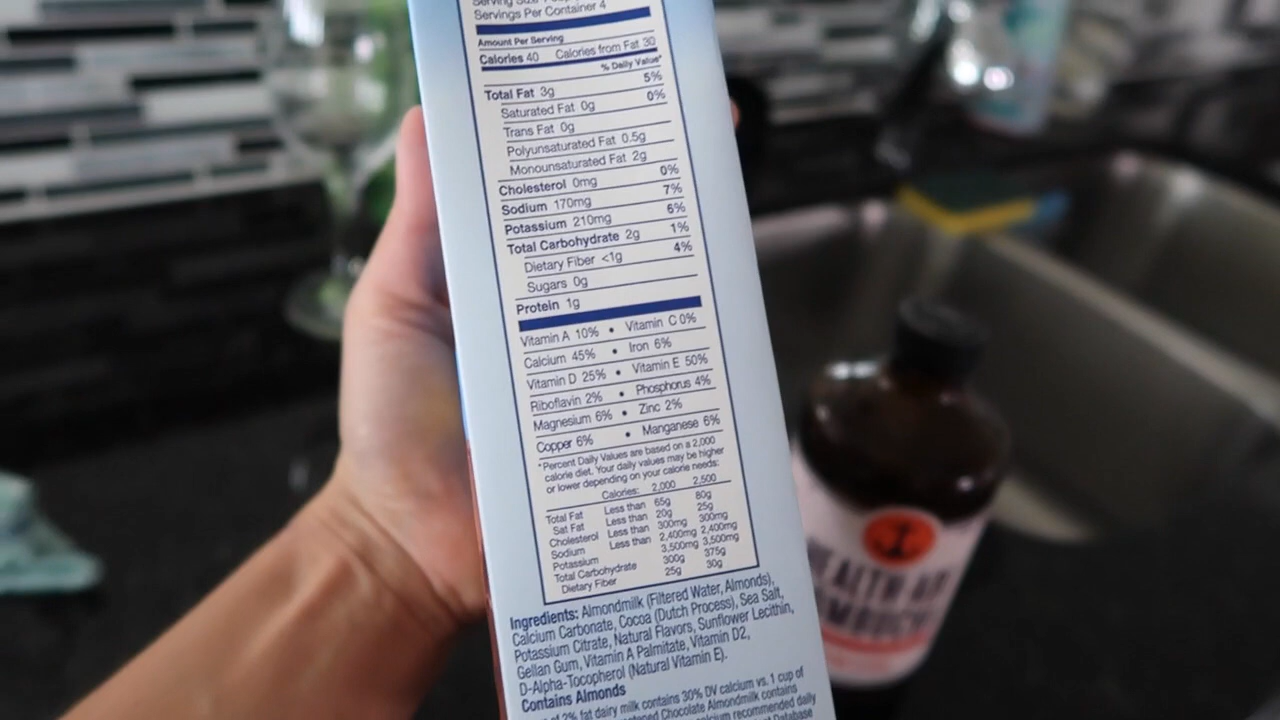 Servings Per Container 4
Amount Per Serving
Calories 40 Calories from Fat 30
% Daily Value*
Total Fat 3g 5%
Saturated Fat 0g 0%
Trans Fat 0g
Polyunsaturated Fat 0.5g
Monounsaturated Fat 2g
Cholesterol 0mg 0%
Sodium 170mg 7%
Potassium 210mg 6%
Total Carbohydrate 2g 1%
Dietary Fiber <1g 4%
Sugars 0g
Protein 1g
Vitamin A 10% • Vitamin C 0%
Calcium 45% • Iron 6%
Vitamin D 25% • Vitamin E 50%
Riboflavin 2% • Phosphorus 4%
Magnesium 6% • Zinc 2%
Copper 6% • Manganese 6%
*Percent Daily Values are based on a 2,000
calorie diet. Your daily values may be higher
or lower depending on your calorie needs:
Calories: 2,000 2,500
Total Fat Less than 65g 80g
Sat Fat Less than 20g 25g
Cholesterol Less than 300mg 300mg
Sodium Less than 2,400mg 2,400mg
Potassium 3,500mg 3,500mg
Total Carbohydrate 300g 375g
Dietary Fiber 25g 30g
Ingredients: Almondmilk (Filtered Water, Almonds),
Calcium Carbonate, Cocoa (Dutch Process), Sea Salt,
Potassium Citrate, Natural Flavors, Sunflower Lecithin,
Gellan Gum, Vitamin A Palmitate, Vitamin D2,
D-Alpha-Tocopherol (Natural Vitamin E).
Contains Almonds
of 2% fat dairy milk contains 30% DV calcium vs. 1 cup of
Chocolate Almondmilk contains
calcium recommended daily
Database